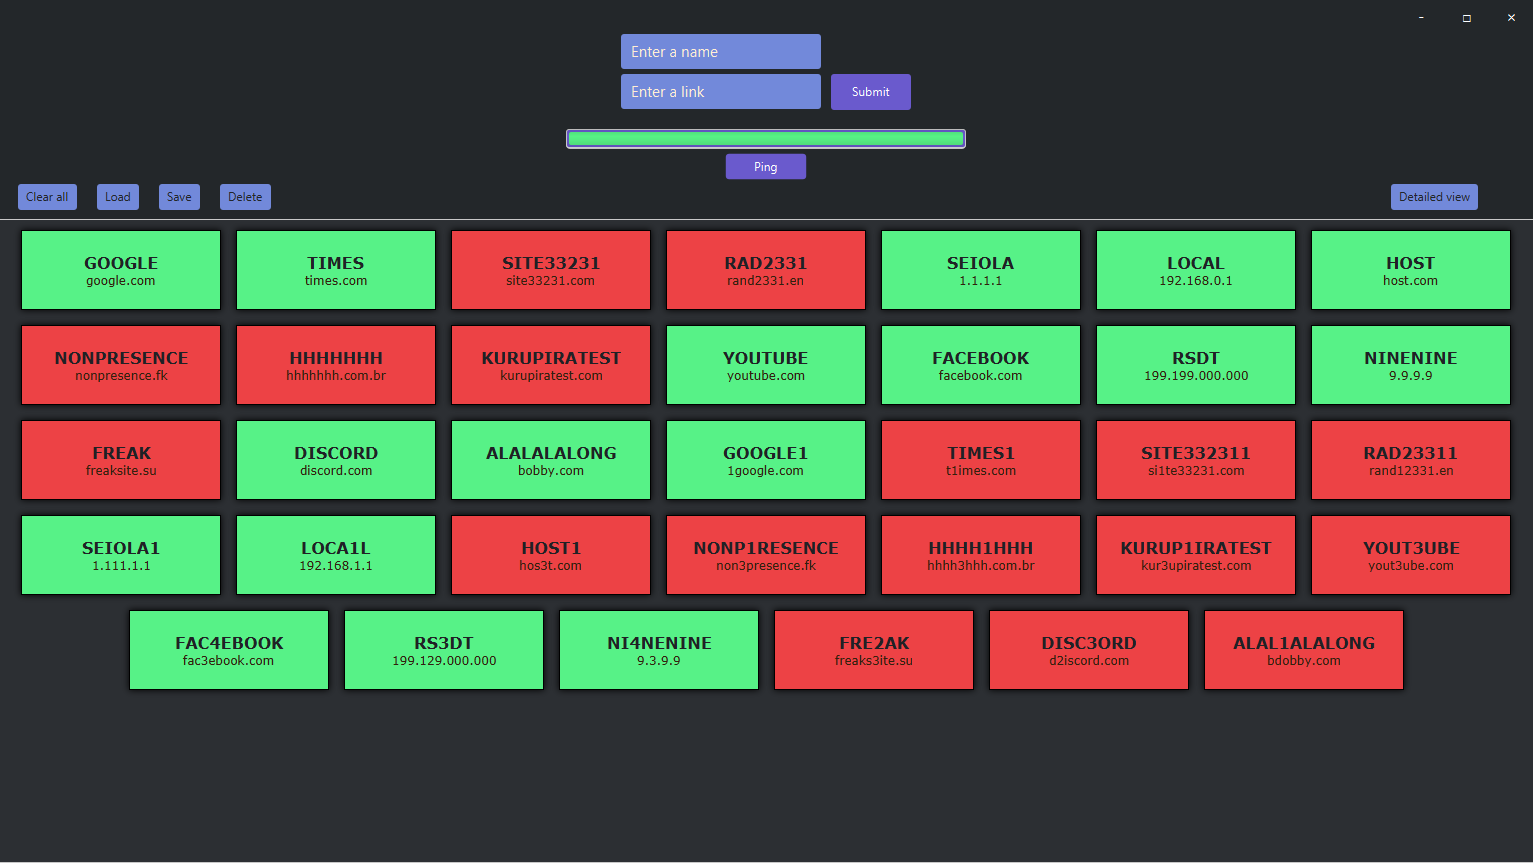 Enter a name
Enter a link
Submit
Ping
Clear all
Load
Save
Delete
Detailed view
GOOGLE
google.com
TIMES
times.com
SITE33231
site33231.com
RAD2331
rand2331.en
SEIOLA
1.1.1.1
LOCAL
192.168.0.1
HOST
host.com
NONPRESENCE
nonpresence.fk
HHHHHHH
hhhhhhh.com.br
KURUPIRATEST
kurupiratest.com
YOUTUBE
youtube.com
FACEBOOK
facebook.com
RSDT
199.199.000.000
NINENINE
9.9.9.9
FREAK
freaksite.su
DISCORD
discord.com
ALALALALONG
bobby.com
GOOGLE1
1google.com
TIMES1
t1imes.com
SITE332311
si1te33231.com
RAD23311
rand12331.en
SEIOLA1
1.111.1.1
LOCA1L
192.168.1.1
HOST1
hos3t.com
NONP1RESENCE
non3presence.fk
HHHH1HHH
hhhh3hhh.com.br
KURUP1IRATEST
kur3upiratest.com
YOUT3UBE
yout3ube.com
FAC4EBOOK
fac3ebook.com
RS3DT
199.129.000.000
NI4NENINE
9.3.9.9
FRE2AK
freaks3ite.su
DISC3ORD
d2iscord.com
ALAL1ALALONG
bdobby.com